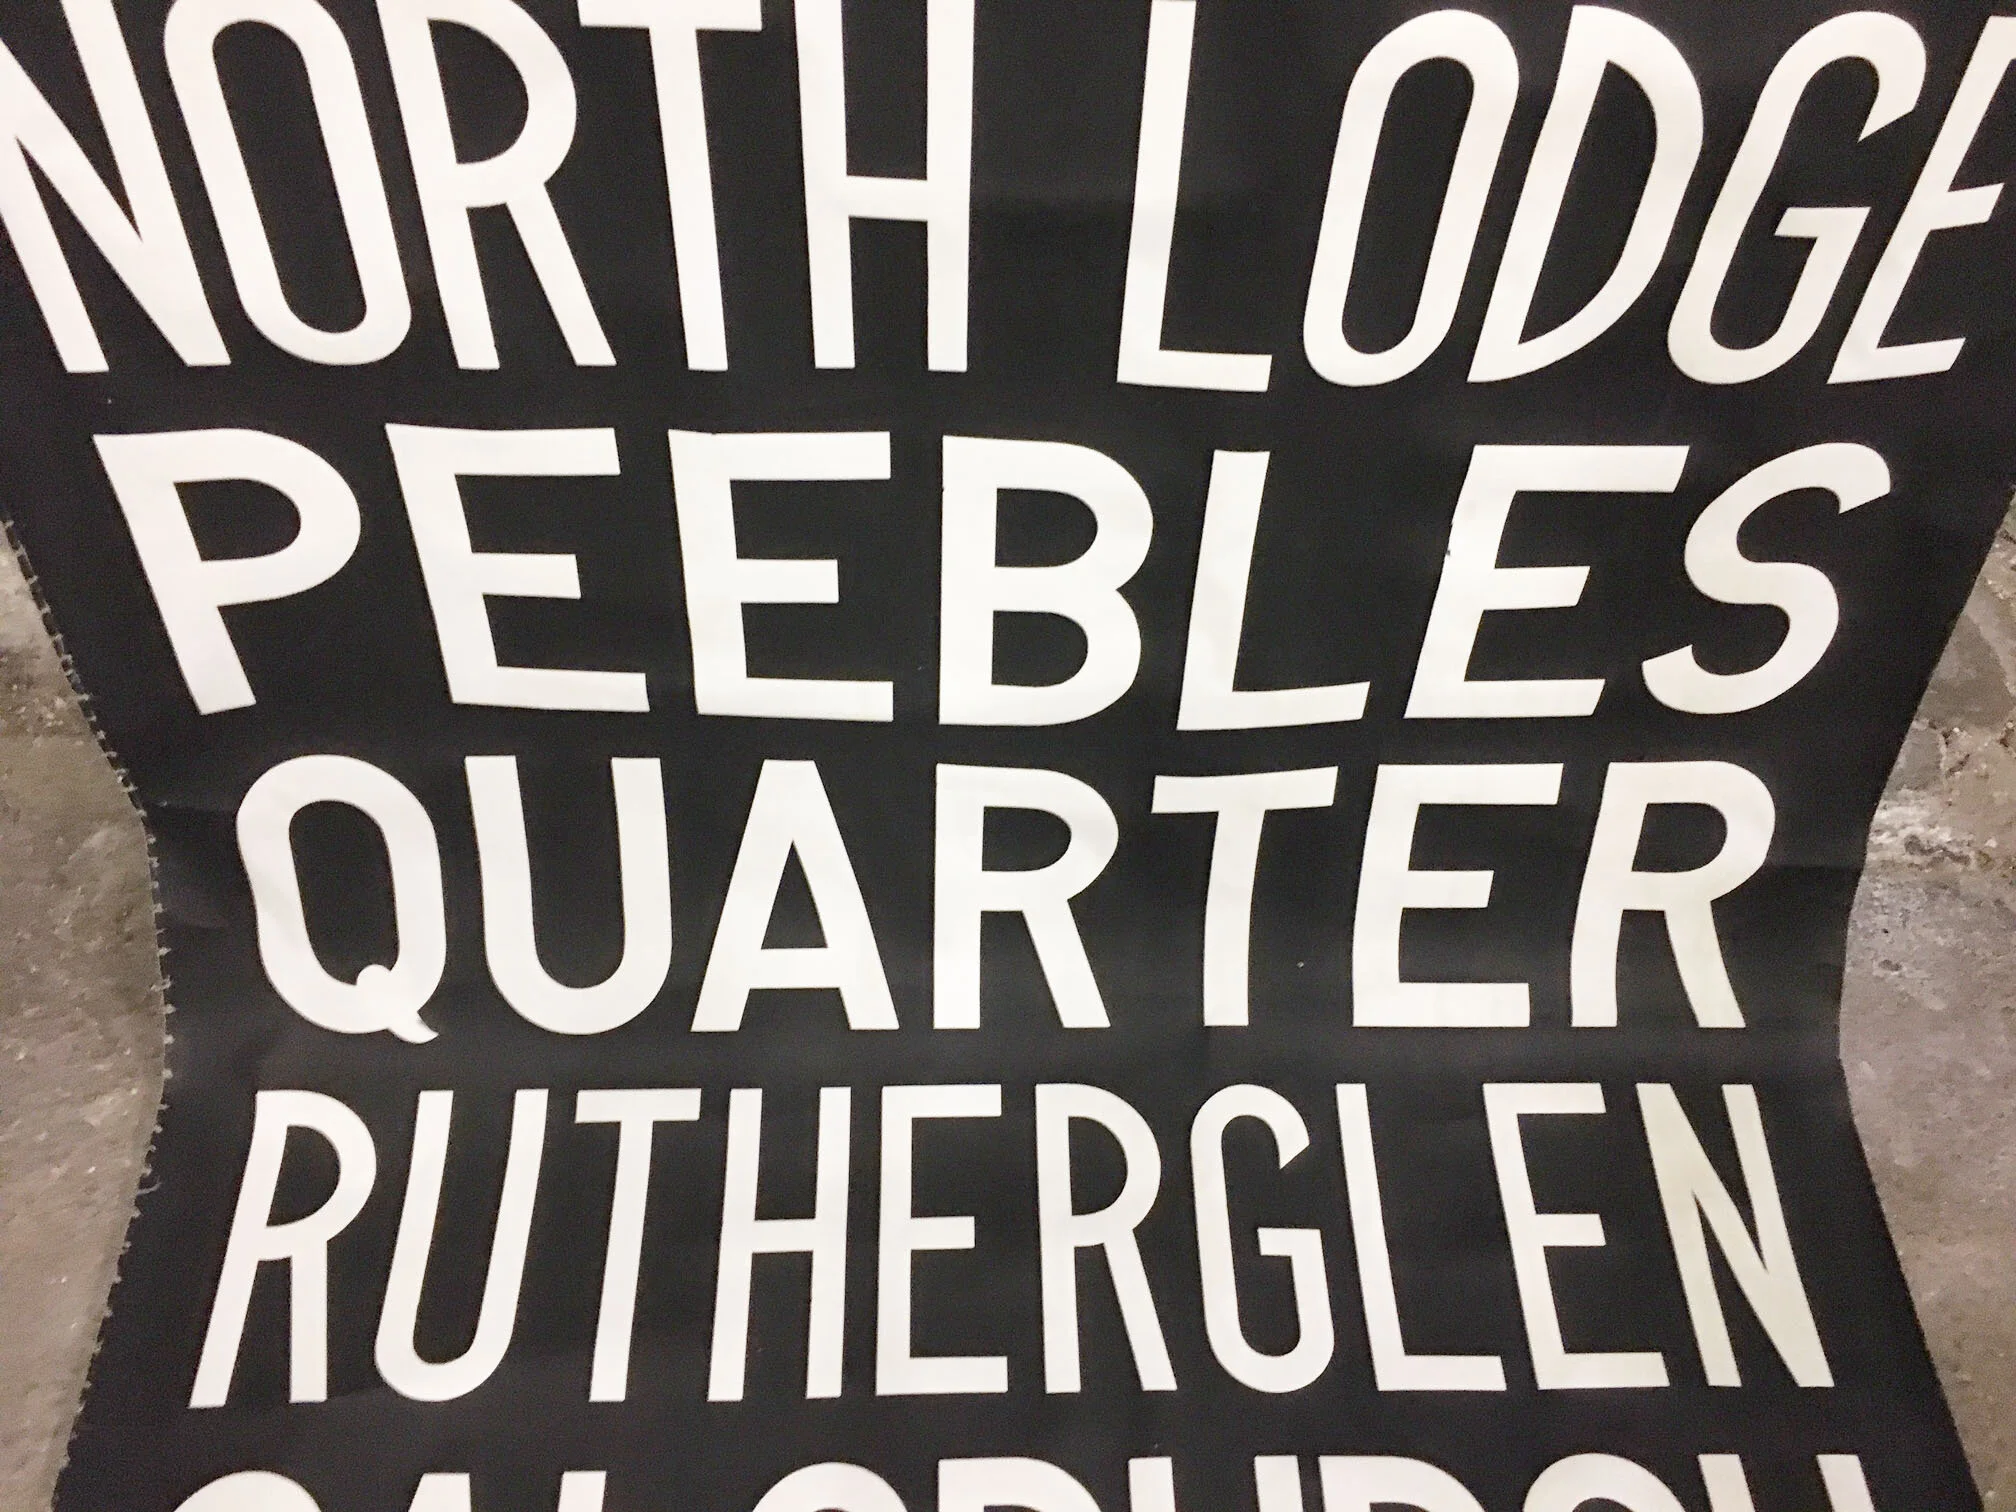 NORTH LODGE
PEEBLES
QUARTER
RUTHERGLEN